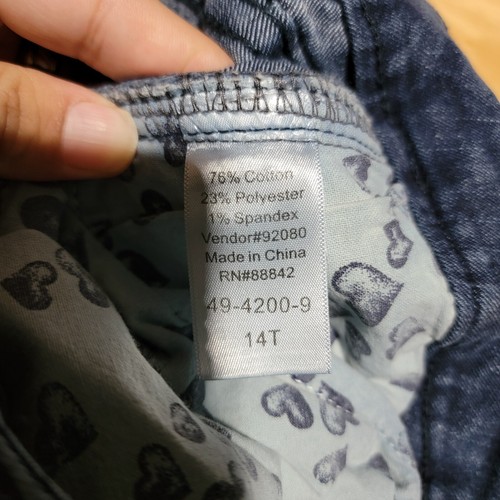 76% Cotton
23% Polyester
1% Spandex
Vendor#92080
Made in China
RN#88842
49-4200-9
14T